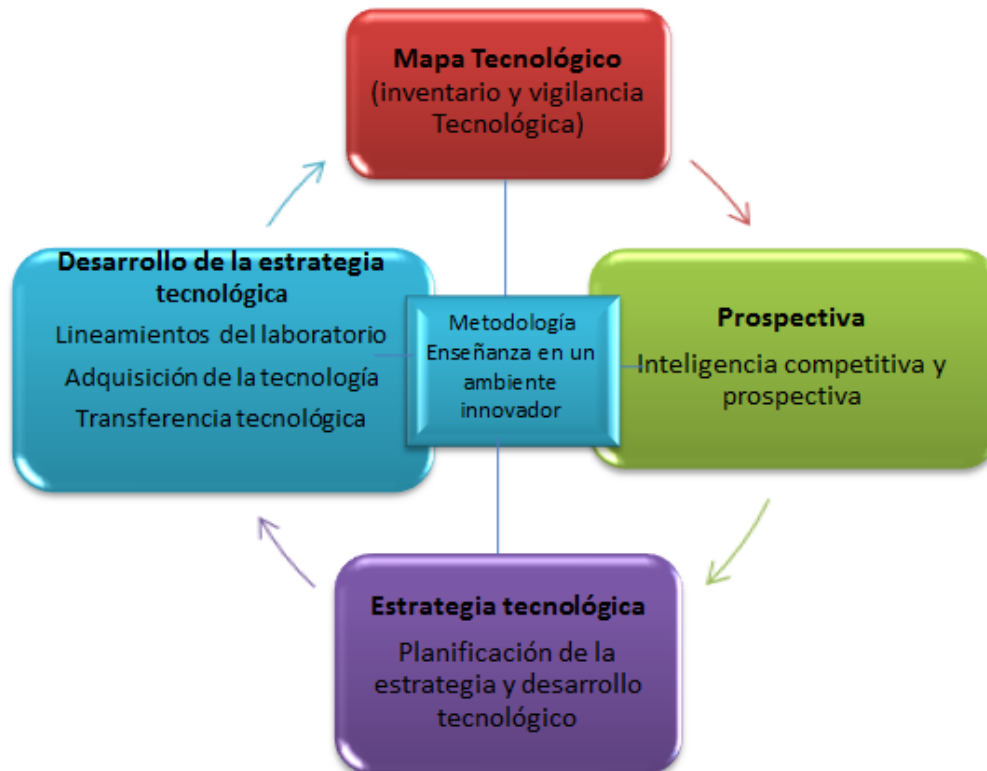 Mapa Tecnológico
(inventario y vigilancia
Tecnológica)
Desarrollo de la estrategia
tecnológica
Lineamientos del laboratorio
Adquisición de la tecnología
Transferencia tecnológica
Metodología
Enseñanza en un
ambiente
innovador
Prospectiva
Inteligencia competitiva y
prospectiva
Estrategia tecnológica
Planificación de la
estrategia y desarrollo
tecnológico